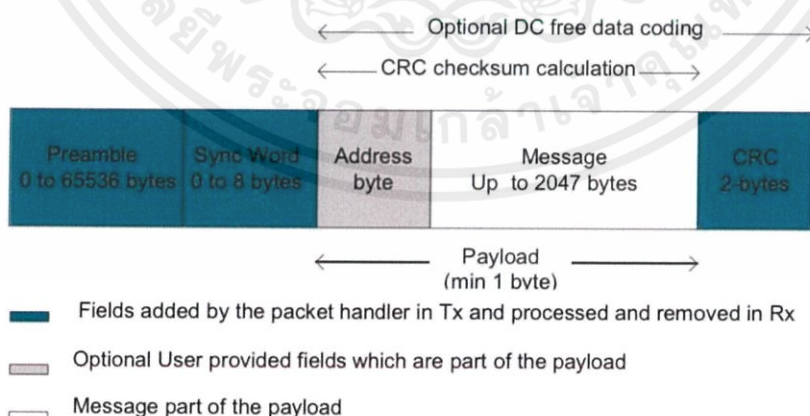 Optional DC free data coding
CRC checksum calculation
Preamble
0 to 65536 bytes
Sync Word
0 to 8 bytes
Address
byte
Message
Up to 2047 bytes
CRC
2-bytes
Payload
(min 1 byte)
Fields added by the packet handler in Tx and processed and removed in Rx
Optional User provided fields which are part of the payload
Message part of the payload